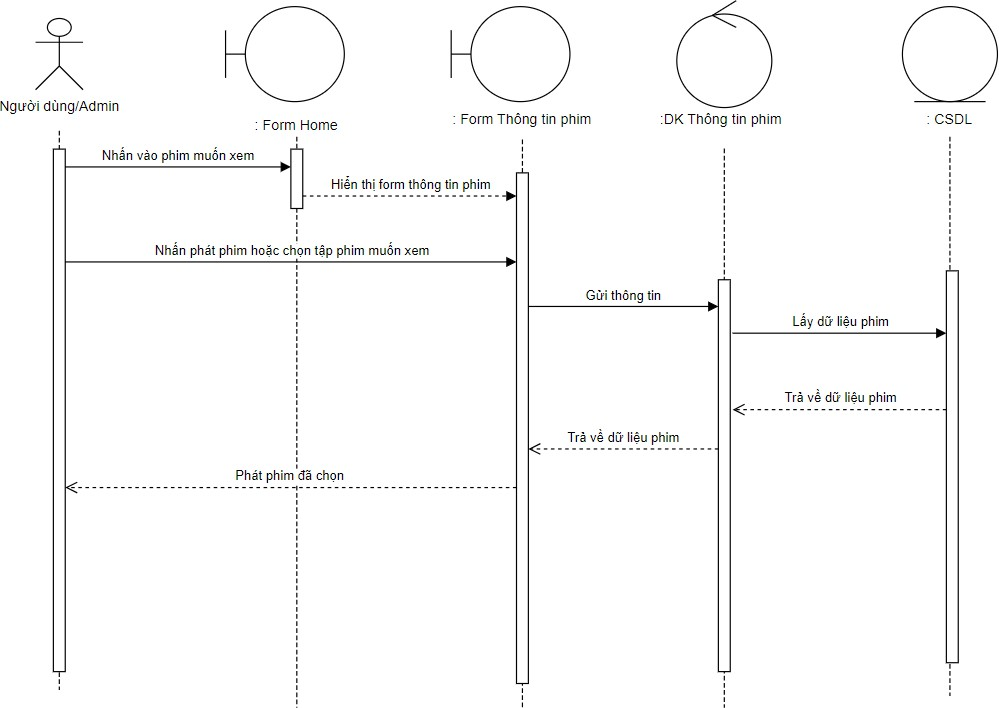 Người dùng/Admin
: Form Home
: Form Thông tin phim
:DK Thông tin phim
: CSDL
Nhấn vào phim muốn xem
Hiển thị form thông tin phim
Nhấn phát phim hoặc chọn tập phim muốn xem
Gửi thông tin
Lấy dữ liệu phim
Trả về dữ liệu phim
Trả về dữ liệu phim
Phát phim đã chọn